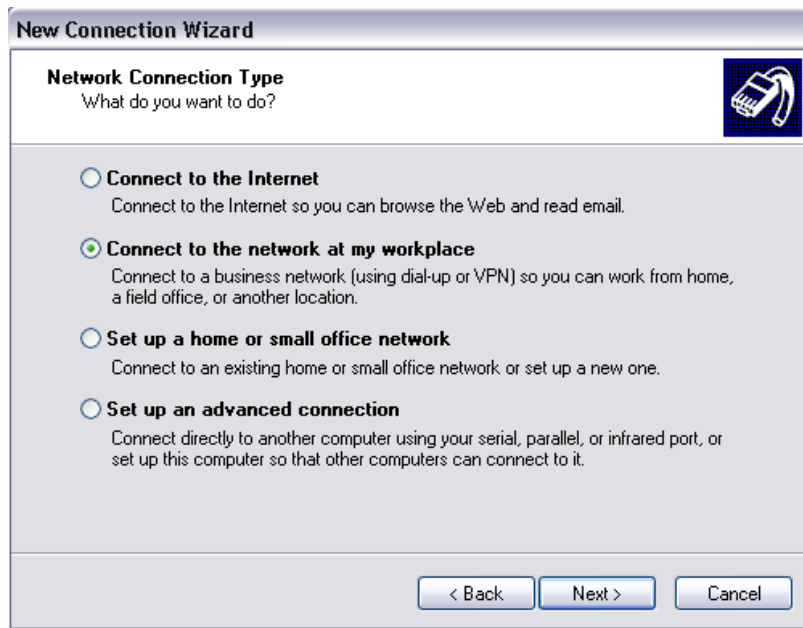 New Connection Wizard
Network Connection Type
What do you want to do?
Connect to the Internet
Connect to the Internet so you can browse the Web and read email.
Connect to the network at my workplace
Connect to a business network (using dial-up or VPN) so you can work from home,
a field office, or another location.
Set up a home or small office network
Connect to an existing home or small office network or set up a new one.
Set up an advanced connection
Connect directly to another computer using your serial, parallel, or infrared port, or
set up this computer so that other computers can connect to it.
< Back Next > Cancel